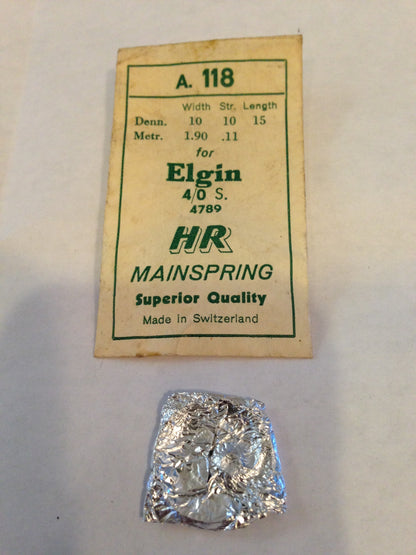 A. 118
Width Str. Length
Denn. 10 10 15
Metr. 1.90 .11
for
Elgin
4/0 S.
4789
HR
MAINSPRING
Superior Quality
Made in Switzerland